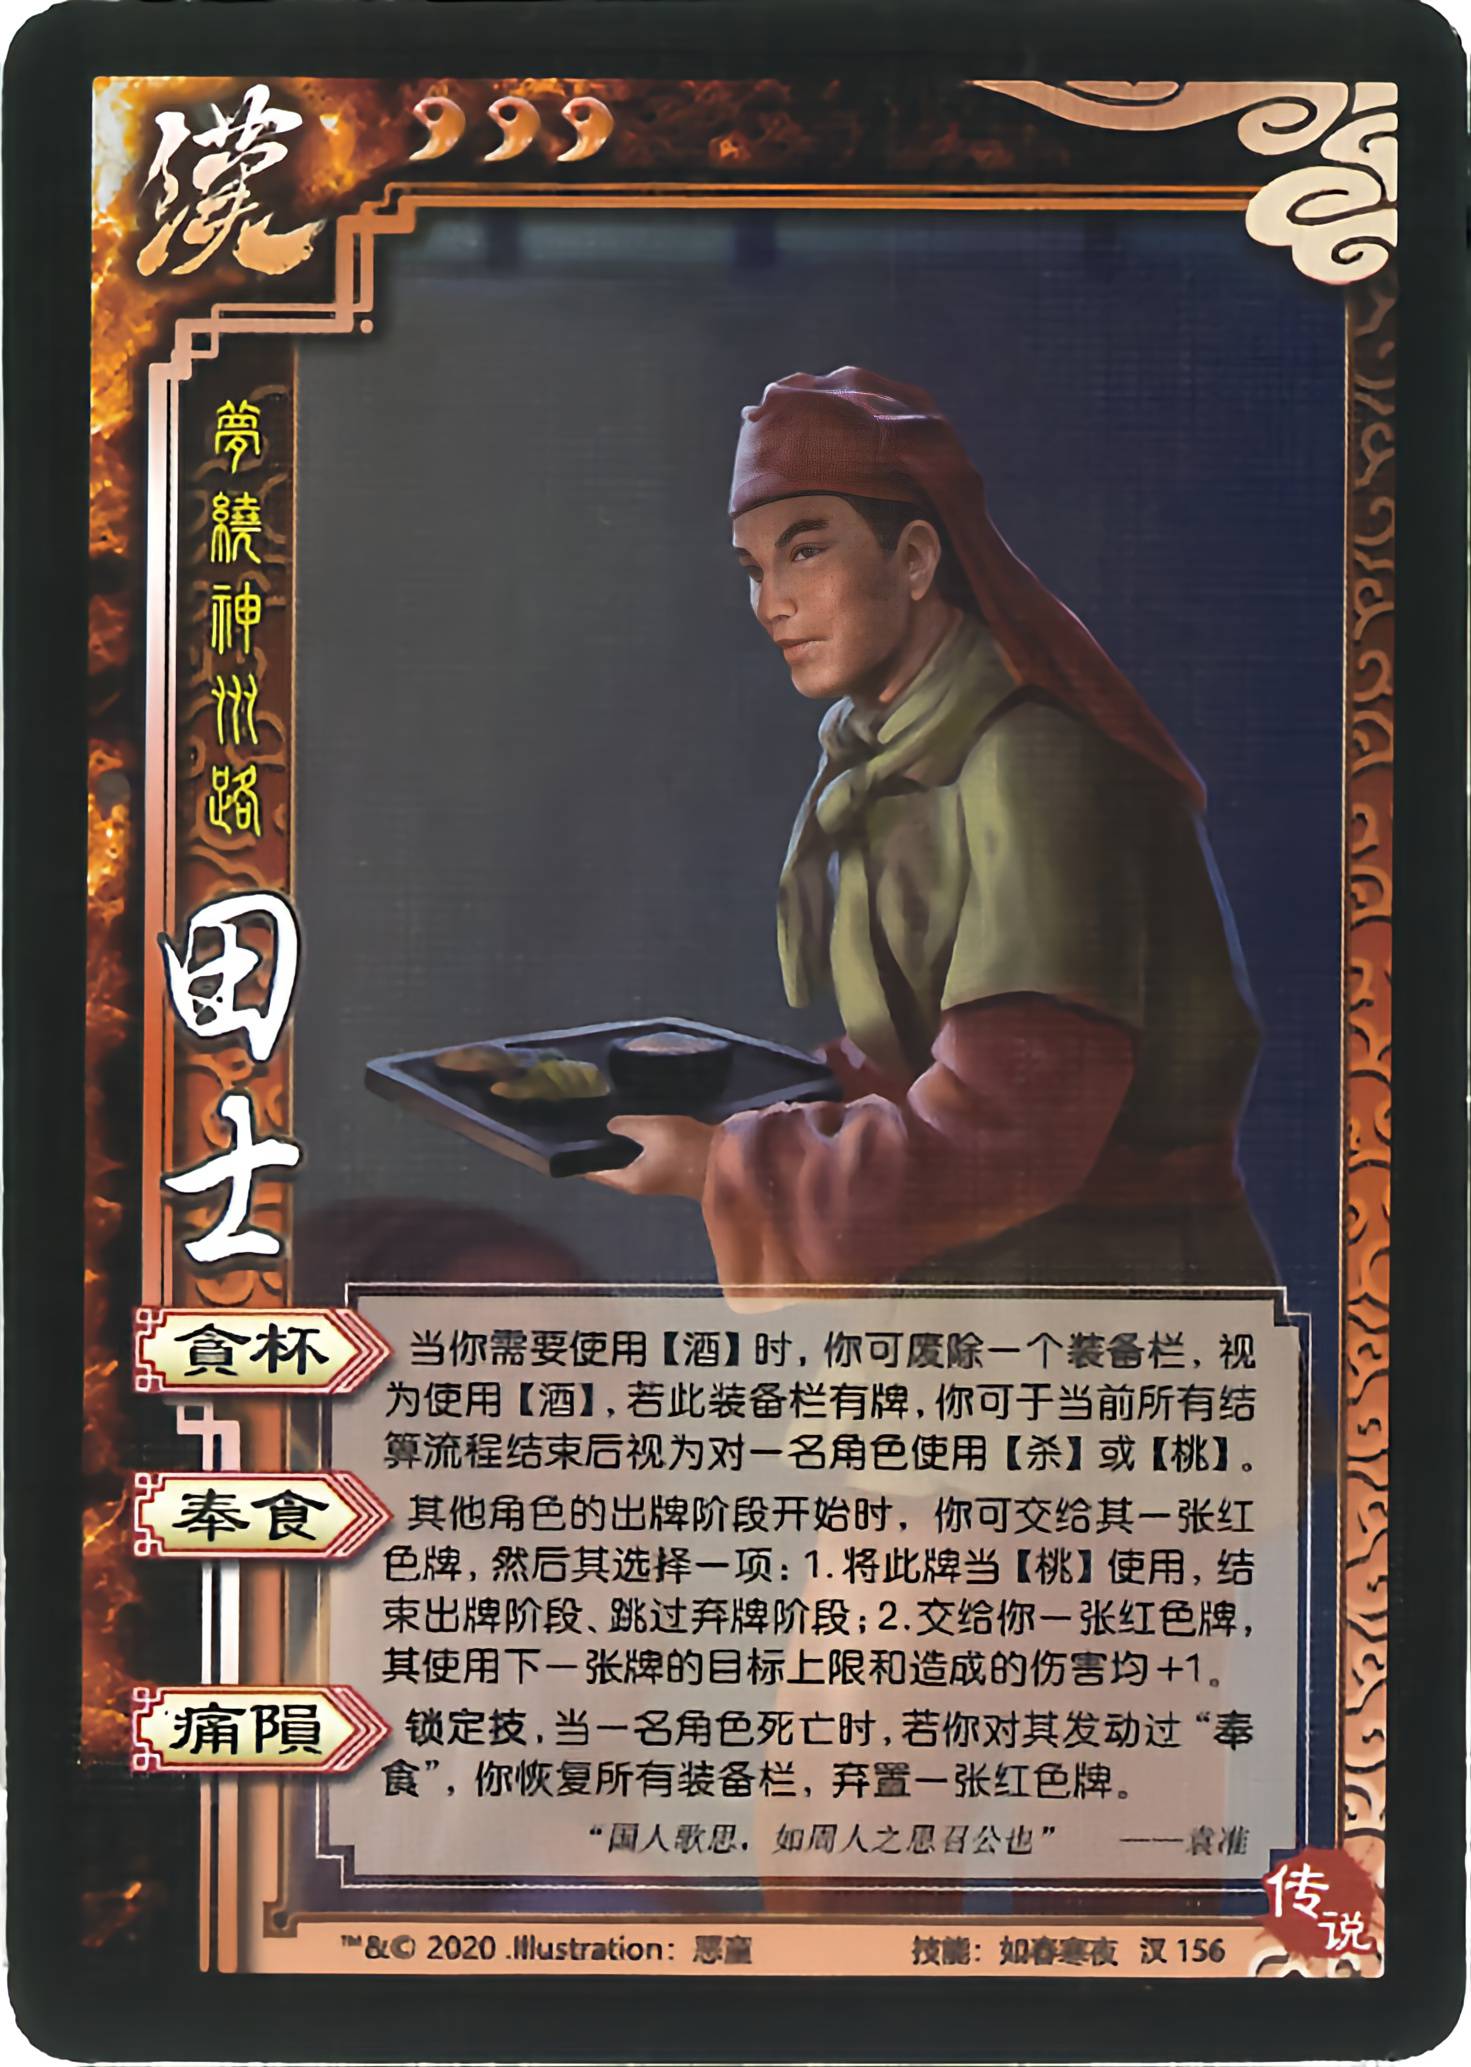 漢
夢繞神州路
田士
貪杯
当你需要使用【酒】时，你可废除一个装备栏，视
为使用【酒】，若此装备栏有牌，你可于当前所有结
算流程结束后视为对一名角色使用【杀】或【桃】。
奉食
其他角色的出牌阶段开始时，你可交给其一张红
色牌，然后其选择一项：1.将此牌当【桃】使用，结
束出牌阶段、跳过弃牌阶段；2.交给你一张红色牌，
其使用下一张牌的目标上限和造成的伤害均+1。
痛隕
锁定技，当一名角色死亡时，若你对其发动过“奉
食”，你恢复所有装备栏，弃置一张红色牌。
“国人歌思，如周人之思召公也” ——袁准
传说
™&© 2020 .Illustration：恶童 技能：如春寒夜 汉 156